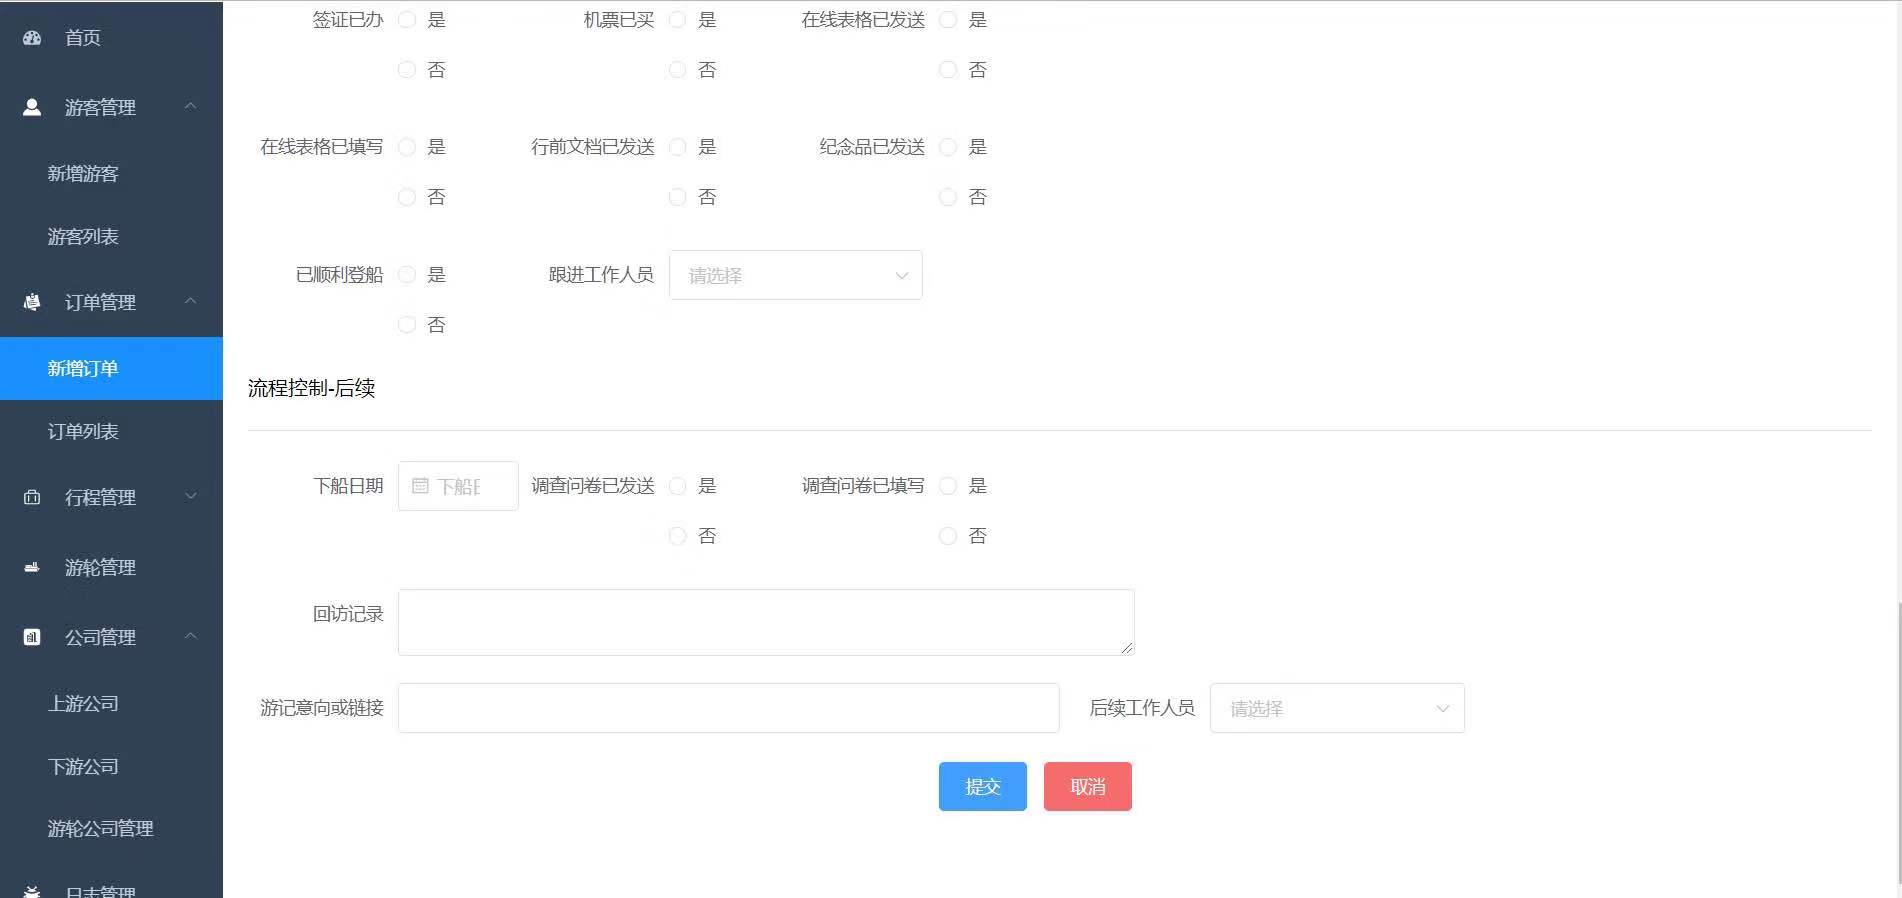 首页
游客管理
新增游客
游客列表
订单管理
新增订单
订单列表
行程管理
游轮管理
公司管理
上游公司
下游公司
游轮公司管理
日志管理
签证已办 是 机票已买 是 在线表格已发送 是
否 否 否
在线表格已填写 是 行前文档已发送 是 纪念品已发送 是
否 否 否
已顺利登船 是 跟进工作人员 请选择
否
流程控制-后续
下船日期 下船 调查问卷已发送 是 调查问卷已填写 是
否 否
回访记录
游记意向或链接 后续工作人员 请选择
提交 取消